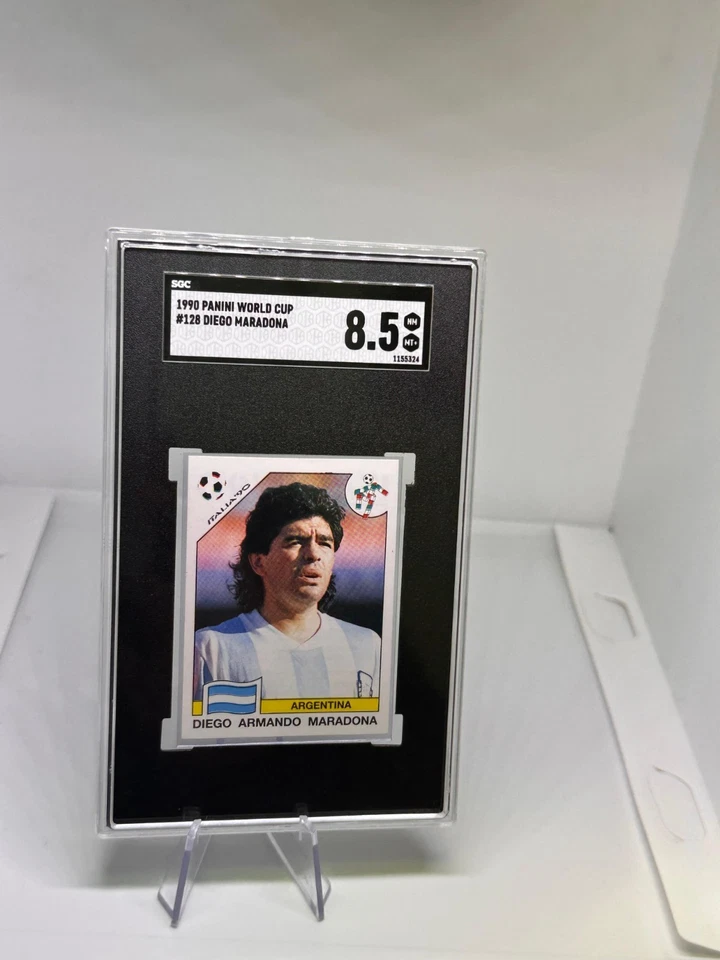 SGC
1990 PANINI WORLD CUP
#128 DIEGO MARADONA
8.5
NM
MT+
1155324
ITALIA'90
ARGENTINA
DIEGO ARMANDO MARADONA